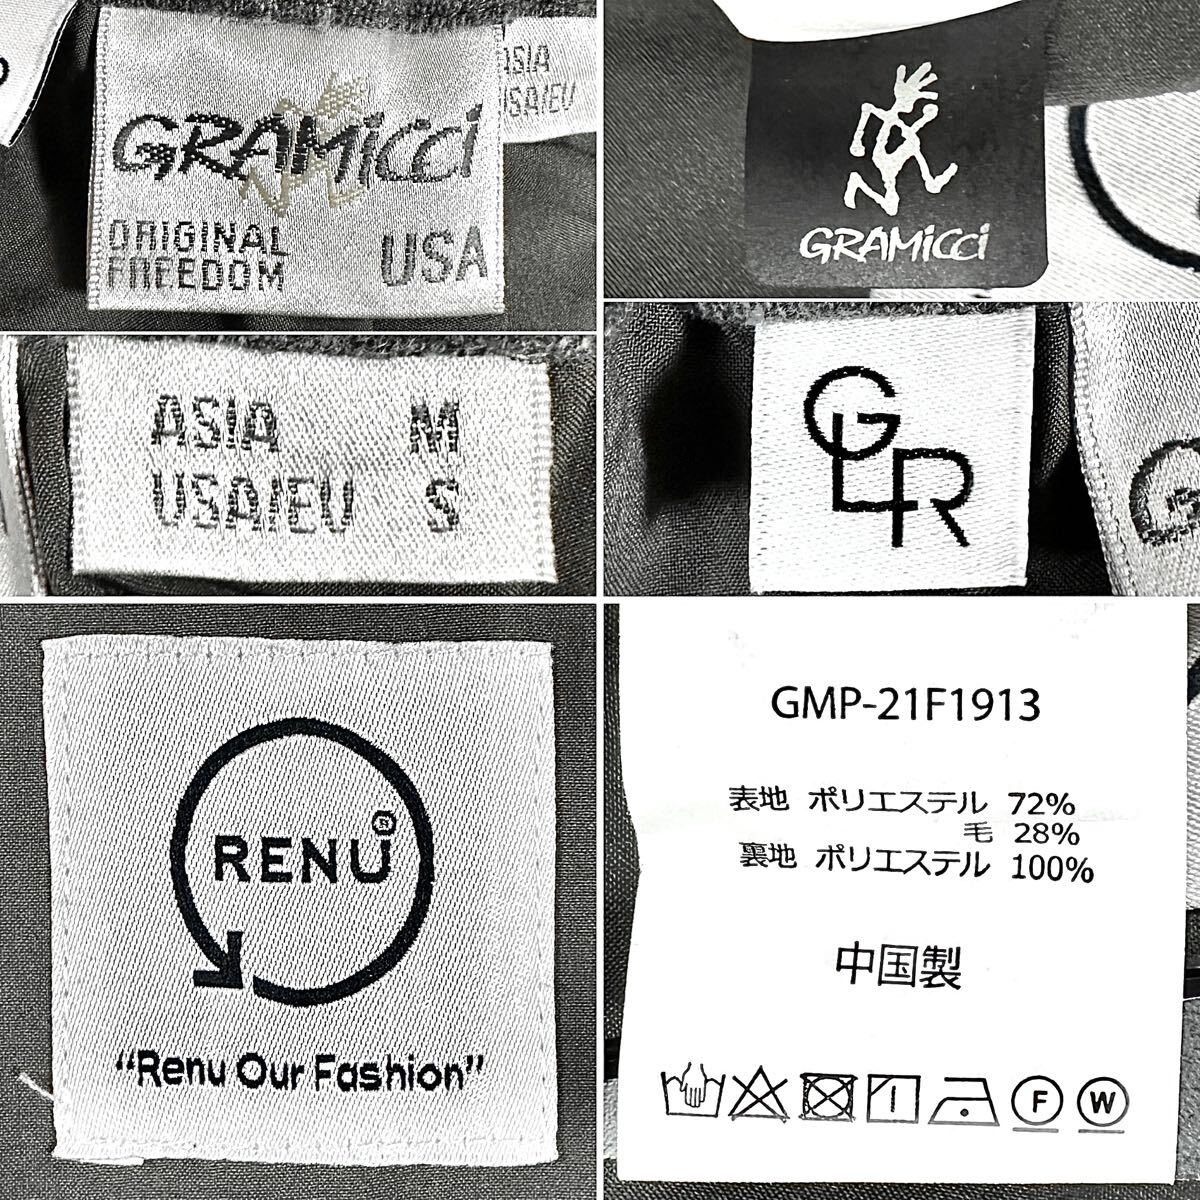 GRAMiCCi
ORIGINAL
FREEDOM
USA
ASIA
USA/EU
GRAMiCCi
ASIA M
USA/EU S
GLR
G
RENU®
"Renu Our Fashion"
GMP-21F1913
表地 ポリエステル 72%
毛 28%
裏地 ポリエステル 100%
中国製
F
W